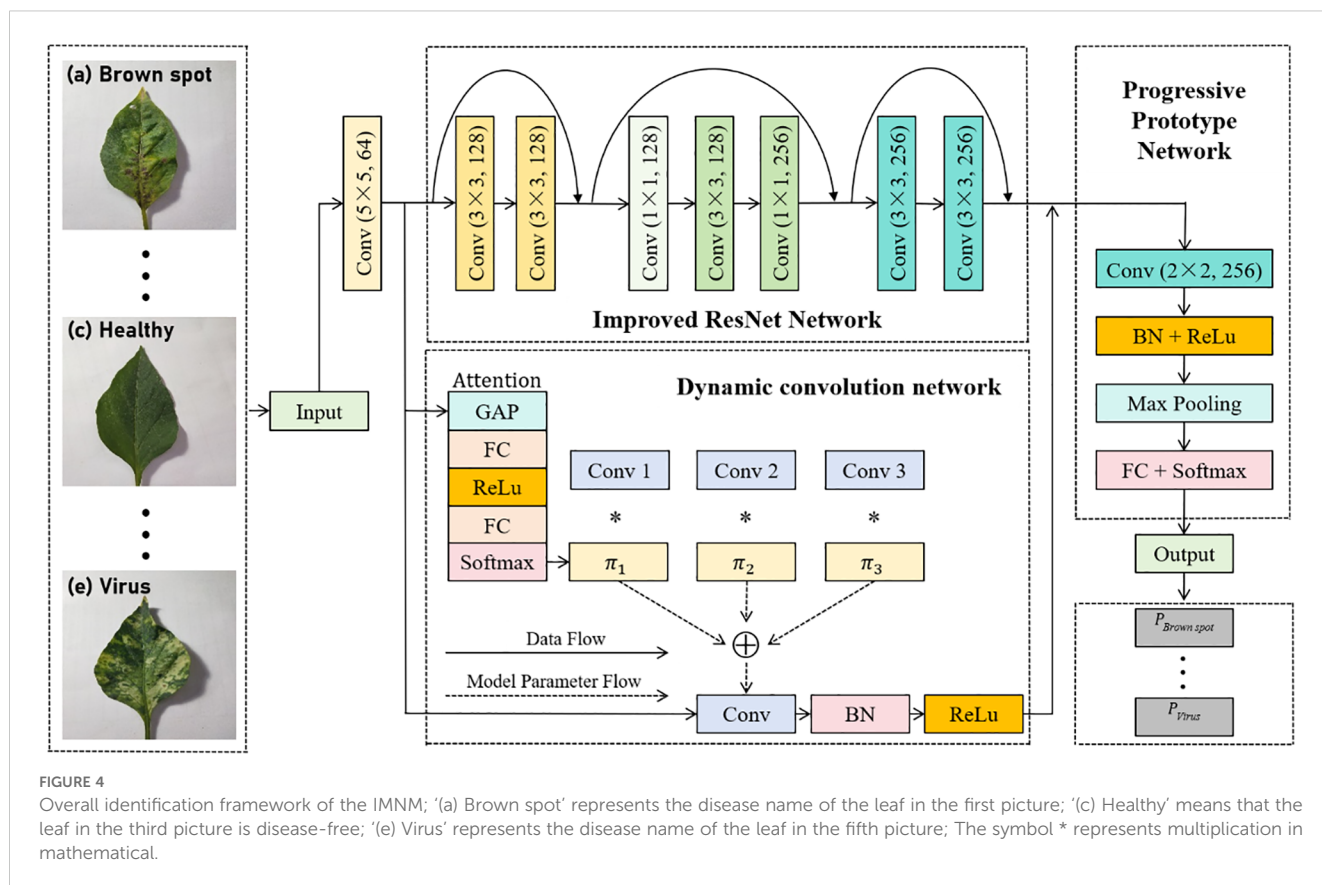 (a) Brown spot
(c) Healthy
(e) Virus
Input
Conv (5×5, 64)
Conv (3×3, 128)
Conv (3×3, 128)
Conv (1×1, 128)
Conv (3×3, 128)
Conv (1×1, 256)
Conv (3×3, 256)
Conv (3×3, 256)
Improved ResNet Network
Attention
GAP
FC
ReLu
FC
Softmax
Dynamic convolution network
Conv 1
Conv 2
Conv 3
*
*
*
π1
π2
π3
Data Flow
Model Parameter Flow
Conv
BN
ReLu
Progressive
Prototype
Network
Conv (2×2, 256)
BN + ReLu
Max Pooling
FC + Softmax
Output
P Brown spot
P Virus
FIGURE 4
Overall identification framework of the IMNM; ‘(a) Brown spot’ represents the disease name of the leaf in the first picture; ‘(c) Healthy’ means that the
leaf in the third picture is disease-free; ‘(e) Virus’ represents the disease name of the leaf in the fifth picture; The symbol * represents multiplication in
mathematical.